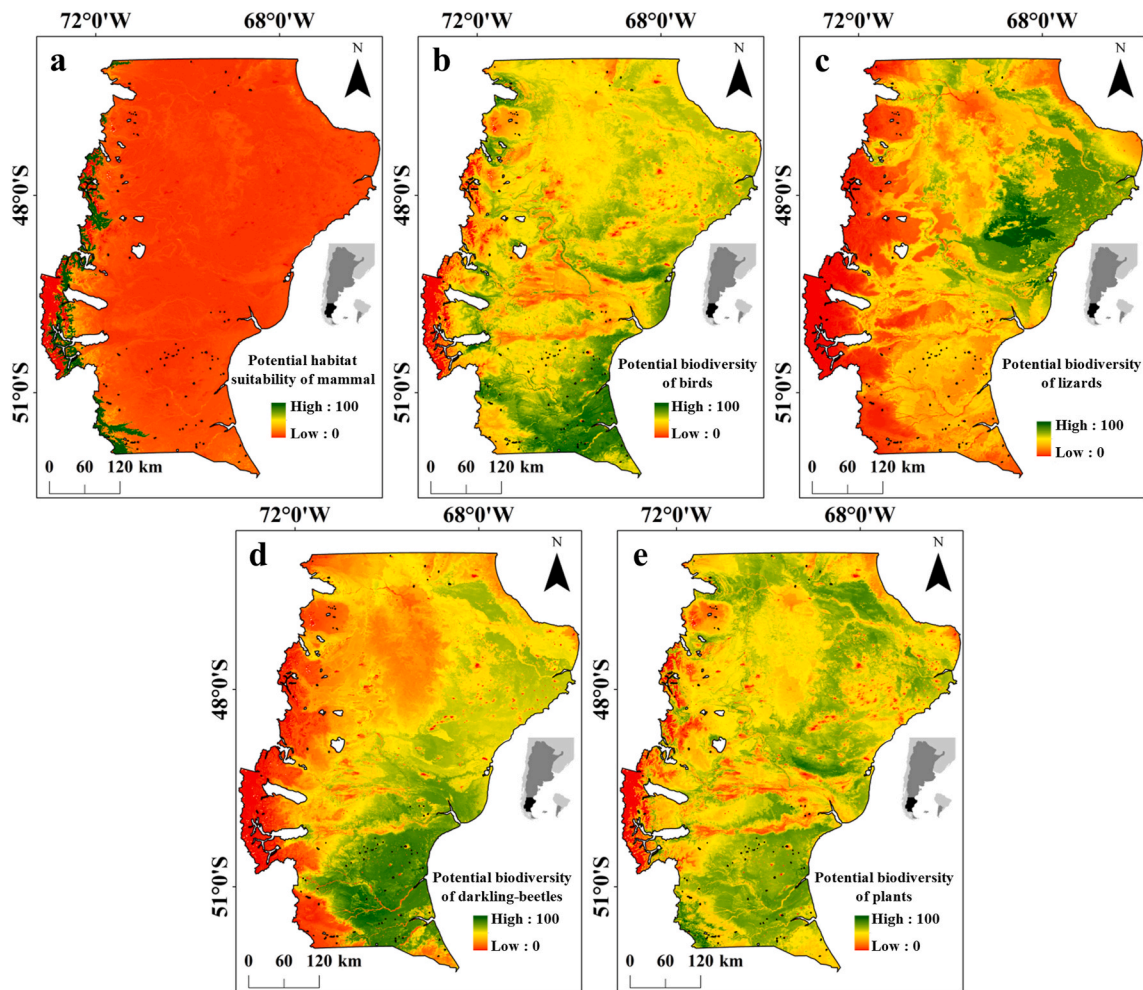 72°0'W 68°0'W 72°0'W 68°0'W 72°0'W 68°0'W
a N b N c N
48°0'S 48°0'S 48°0'S
51°0'S 51°0'S 51°0'S
Potential habitat
suitability of mammal
High : 100
Low : 0
0 60 120 km
Potential biodiversity
of birds
High : 100
Low : 0
0 60 120 km
Potential biodiversity
of lizards
High : 100
Low : 0
0 60 120 km
72°0'W 68°0'W 72°0'W 68°0'W
d N e N
48°0'S 48°0'S
51°0'S 51°0'S
Potential biodiversity
of darkling-beetles
High : 100
Low : 0
0 60 120 km
Potential biodiversity
of plants
High : 100
Low : 0
0 60 120 km